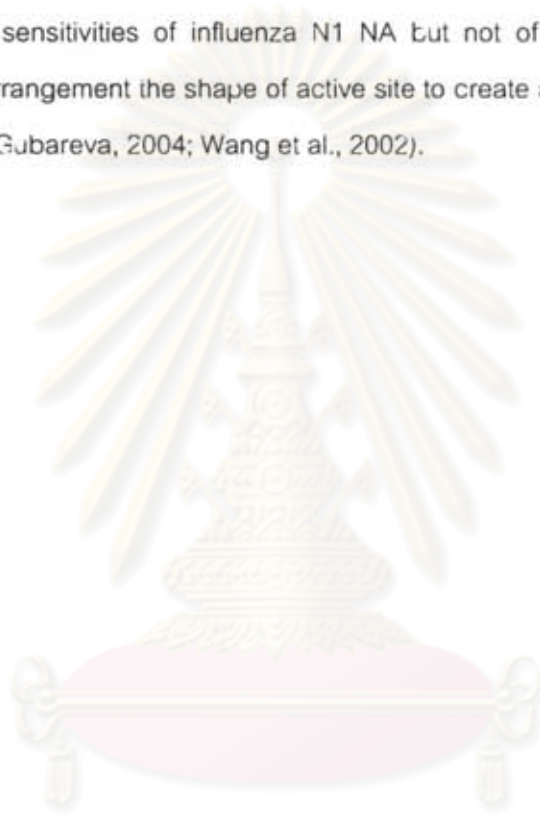 sensitivities of influenza N1 NA but not of
rrangement the shape of active site to create a
Gubareva, 2004; Wang et al., 2002).